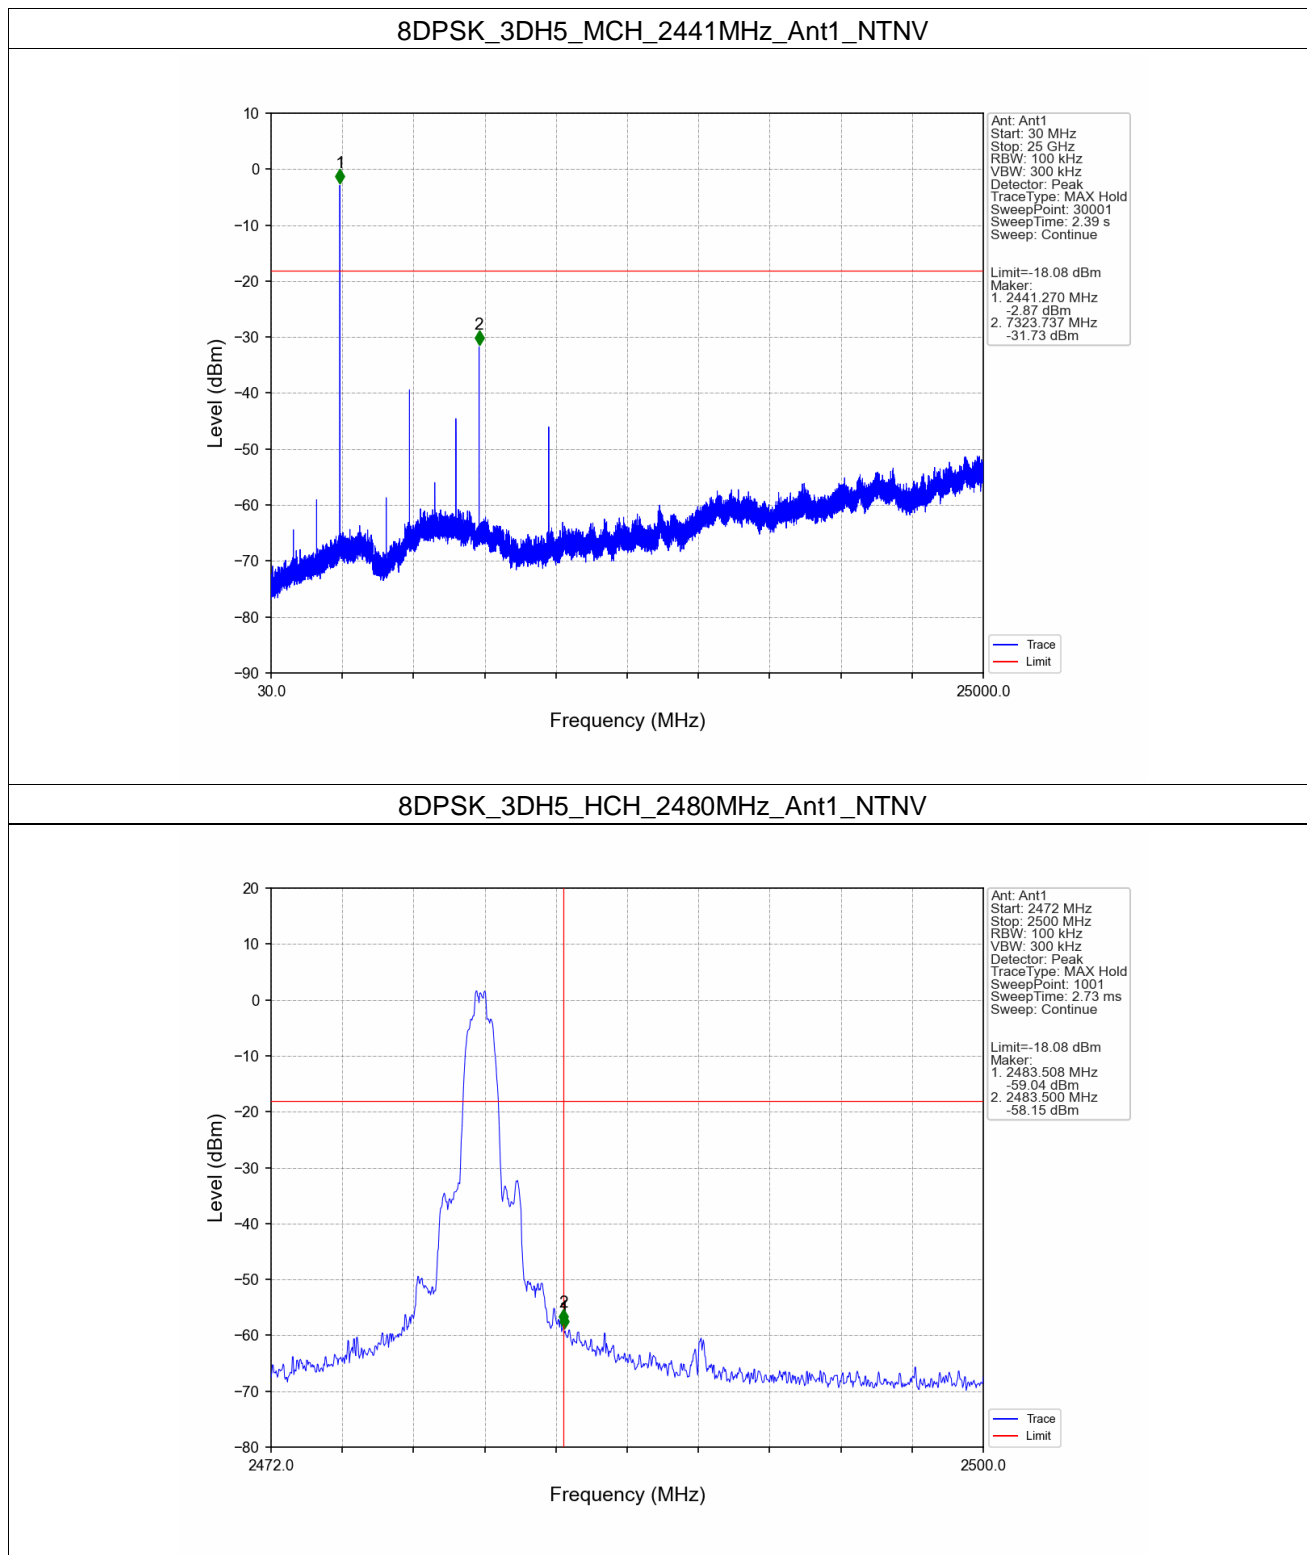 8DPSK_3DH5_MCH_2441MHz_Ant1_NTNV
10
0
−10
−20
−30
−40
−50
−60
−70
−80
−90
Level (dBm)
1
2
30.0
25000.0
Frequency (MHz)
Ant: Ant1
Start: 30 MHz
Stop: 25 GHz
RBW: 100 kHz
VBW: 300 kHz
Detector: Peak
TraceType: MAX Hold
SweepPoint: 30001
SweepTime: 2.39 s
Sweep: Continue
Limit=-18.08 dBm
Maker:
1. 2441.270 MHz
-2.87 dBm
2. 7323.737 MHz
-31.73 dBm
Trace
Limit
8DPSK_3DH5_HCH_2480MHz_Ant1_NTNV
20
10
0
−10
−20
−30
−40
−50
−60
−70
−80
Level (dBm)
2
2472.0
2500.0
Frequency (MHz)
Ant: Ant1
Start: 2472 MHz
Stop: 2500 MHz
RBW: 100 kHz
VBW: 300 kHz
Detector: Peak
TraceType: MAX Hold
SweepPoint: 1001
SweepTime: 2.73 ms
Sweep: Continue
Limit=-18.08 dBm
Maker:
1. 2483.508 MHz
-59.04 dBm
2. 2483.500 MHz
-58.15 dBm
Trace
Limit